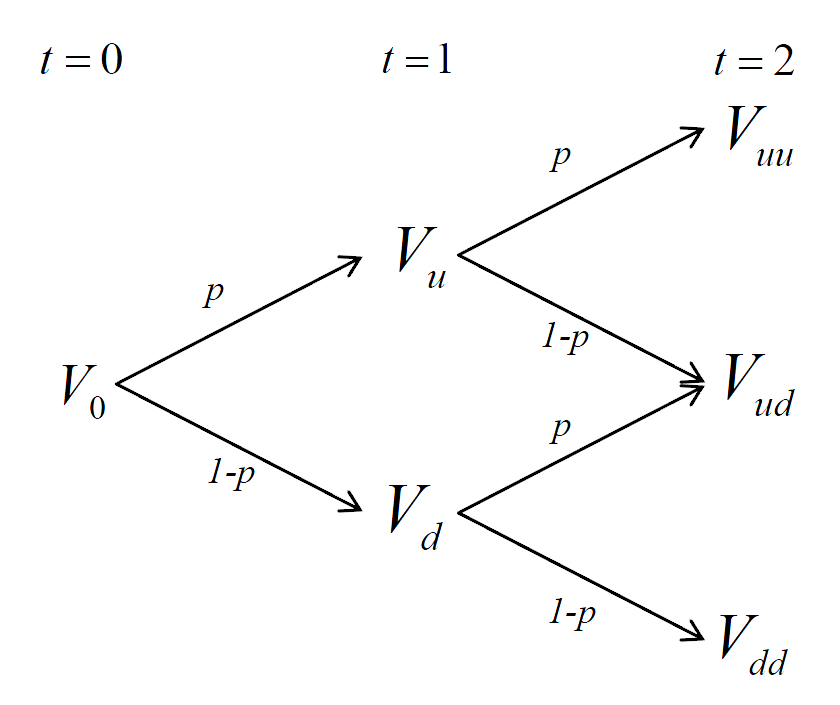 t = 0 t = 1 t = 2
V_uu
p
V_u
p
1-p
V_0
V_ud
p
1-p
V_d
1-p
V_dd